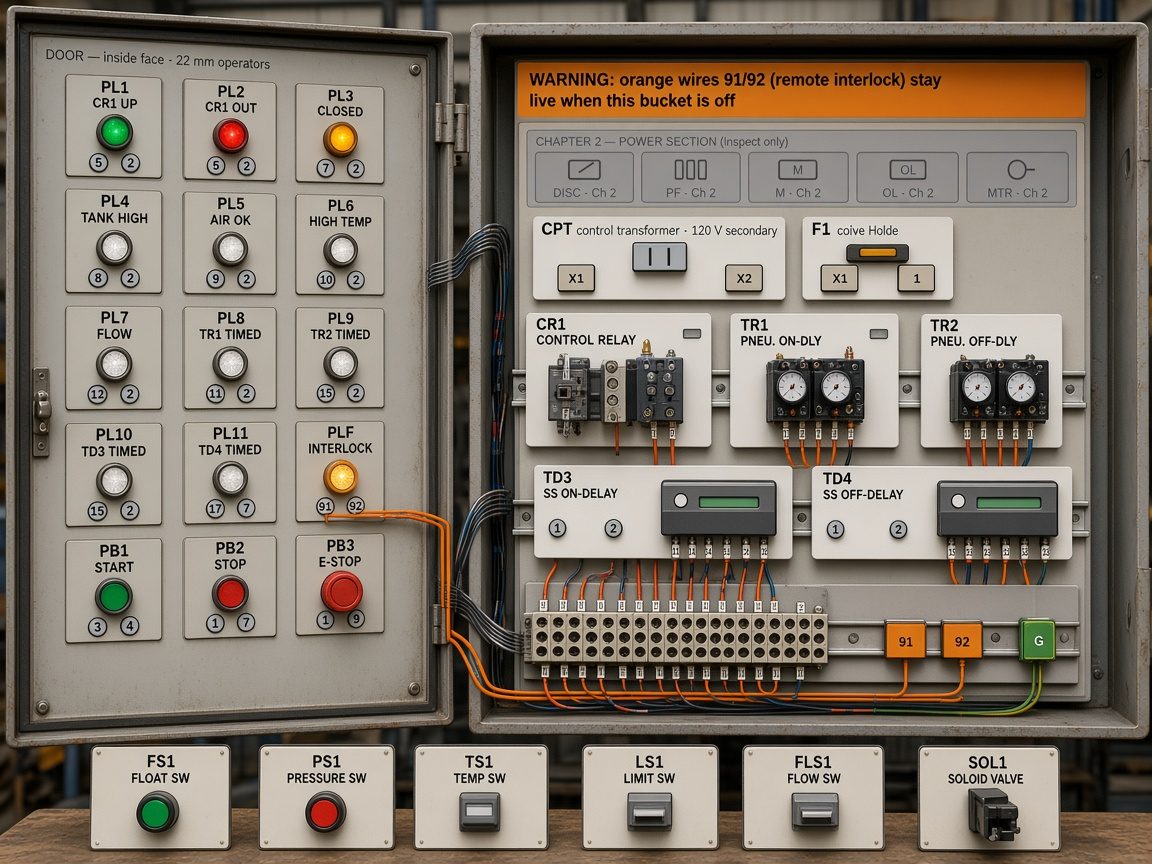 DOOR — inside face · 22 mm operators
PL1
CR1 UP
5 2
PL2
CR1 OUT
5 2
PL3
CLOSED
7 2
PL4
TANK HIGH
8 2
PL5
AIR OK
9 2
PL6
HIGH TEMP
10 2
PL7
FLOW
12 2
PL8
TR1 TIMED
11 2
PL9
TR2 TIMED
15 2
PL10
TD3 TIMED
15 2
PL11
TD4 TIMED
17 7
PLF
INTERLOCK
91 92
PB1
START
3 4
PB2
STOP
1 7
PB3
E-STOP
1 9
WARNING: orange wires 91/92 (remote interlock) stay
live when this bucket is off
CHAPTER 2 — POWER SECTION (inspect only)
DISC - Ch 2
PF - Ch 2
M
M - Ch 2
OL
OL - Ch 2
MTR - Ch 2
CPT control transformer · 120 V secondary
X1 X2
F1 coive Holde
X1 1
CR1
CONTROL RELAY
TR1
PNEU. ON-DLY
TR2
PNEU. OFF-DLY
TD3
SS ON-DELAY
1 2
TD4
SS OFF-DELAY
1 2
91 92 G
FS1
FLOAT SW
PS1
PRESSURE SW
TS1
TEMP SW
LS1
LIMIT SW
FLS1
FLOW SW
SOL1
SOLOID VALVE